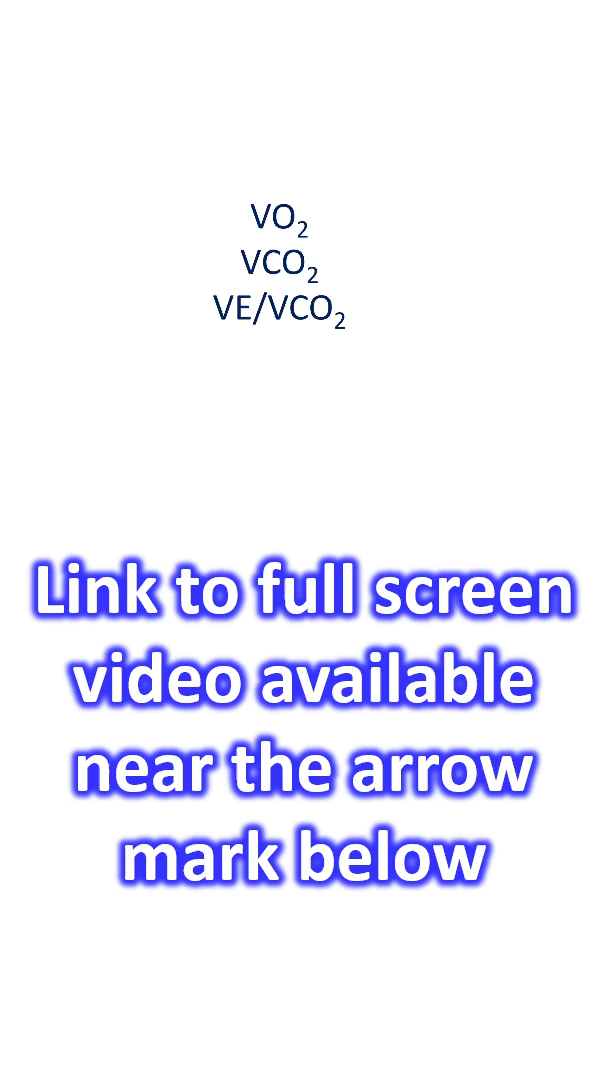 VO₂
VCO₂
VE/VCO₂
Link to full screen
video available
near the arrow
mark below